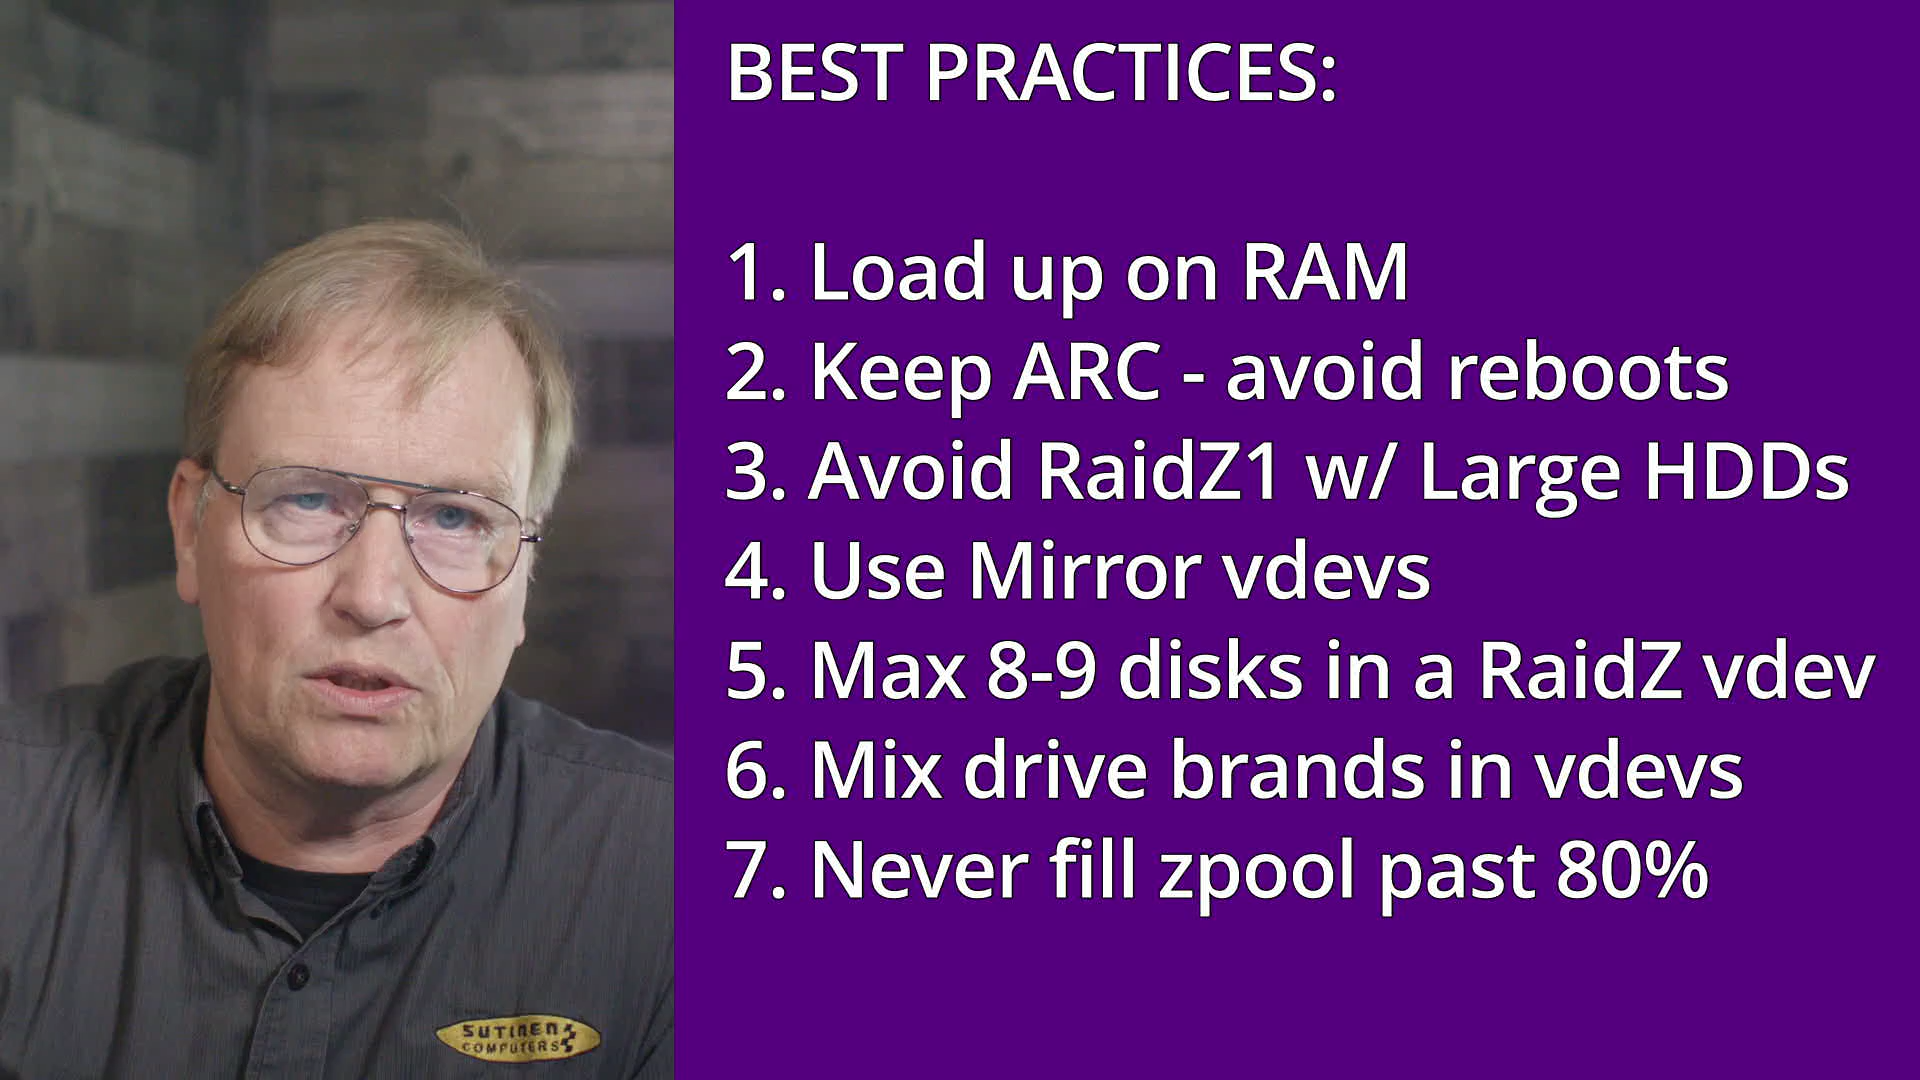 BEST PRACTICES:
1. Load up on RAM
2. Keep ARC - avoid reboots
3. Avoid RaidZ1 w/ Large HDDs
4. Use Mirror vdevs
5. Max 8-9 disks in a RaidZ vdev
6. Mix drive brands in vdevs
7. Never fill zpool past 80%
SUTINEN
COMPUTERS